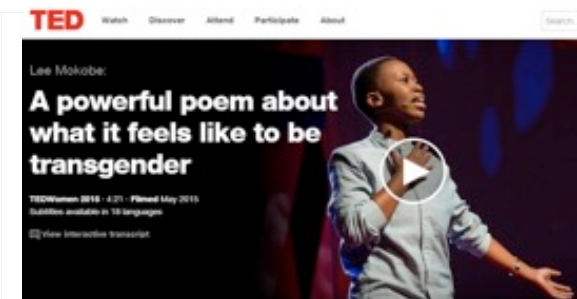 TED Watch Discover Attend Participate About Search
Lee Mokobe:
A powerful poem about
what it feels like to be
transgender
TEDWomen 2015 · 4:21 · Filmed May 2015
Subtitles available in 18 languages
View interactive transcript